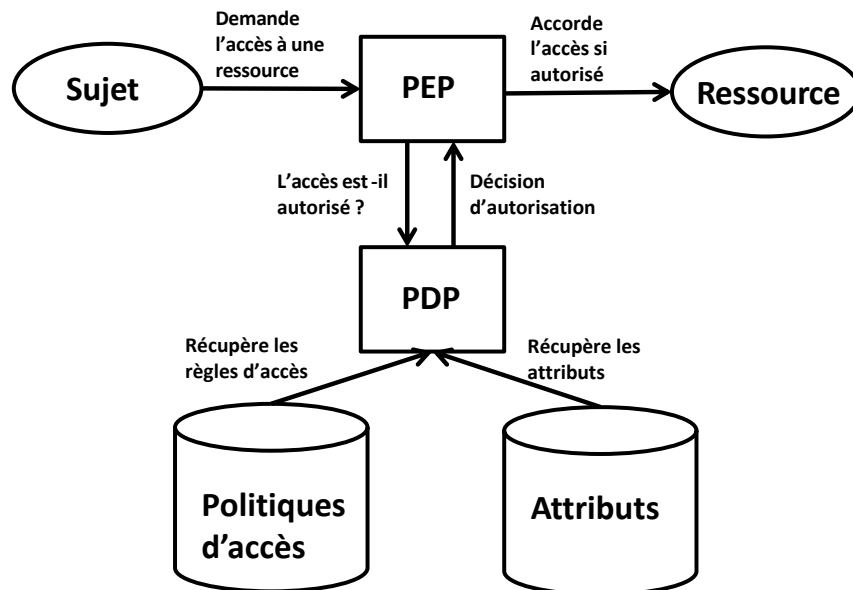 Demande
l'accès à une
ressource
Accorde
l'accès si
autorisé
Sujet
PEP
Ressource
L'accès est-il
autorisé ?
Décision
d'autorisation
PDP
Récupère les
règles d'accès
Récupère les
attributs
Politiques
d'accès
Attributs